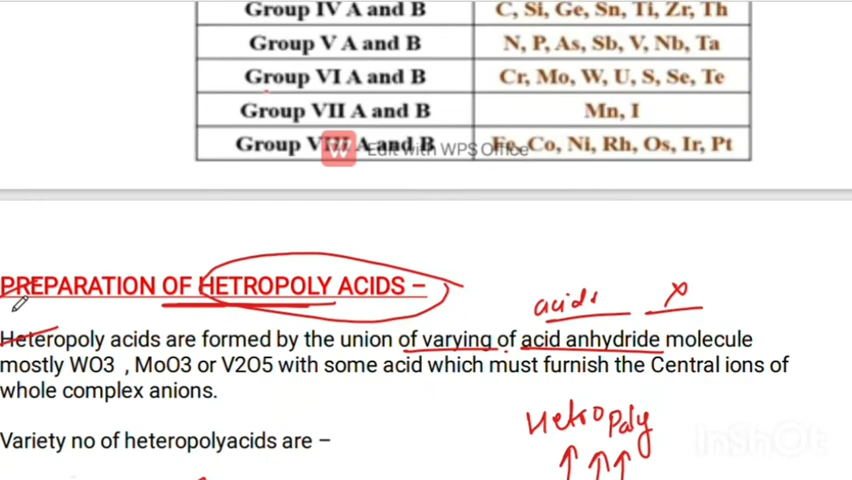 Group IV A and B C, Si, Ge, Sn, Ti, Zr, Th
Group V A and B N, P, As, Sb, V, Nb, Ta
Group VI A and B Cr, Mo, W, U, S, Se, Te
Group VII A and B Mn, I
Group VIII A and B Fe, Co, Ni, Rh, Os, Ir, Pt
Edit with WPS Office
PREPARATION OF HETROPOLY ACIDS –
acids x
Heteropoly acids are formed by the union of varying of acid anhydride molecule
mostly WO3 , MoO3 or V2O5 with some acid which must furnish the Central ions of
whole complex anions.
Hetropoly
Variety no of heteropolyacids are –
InShOt